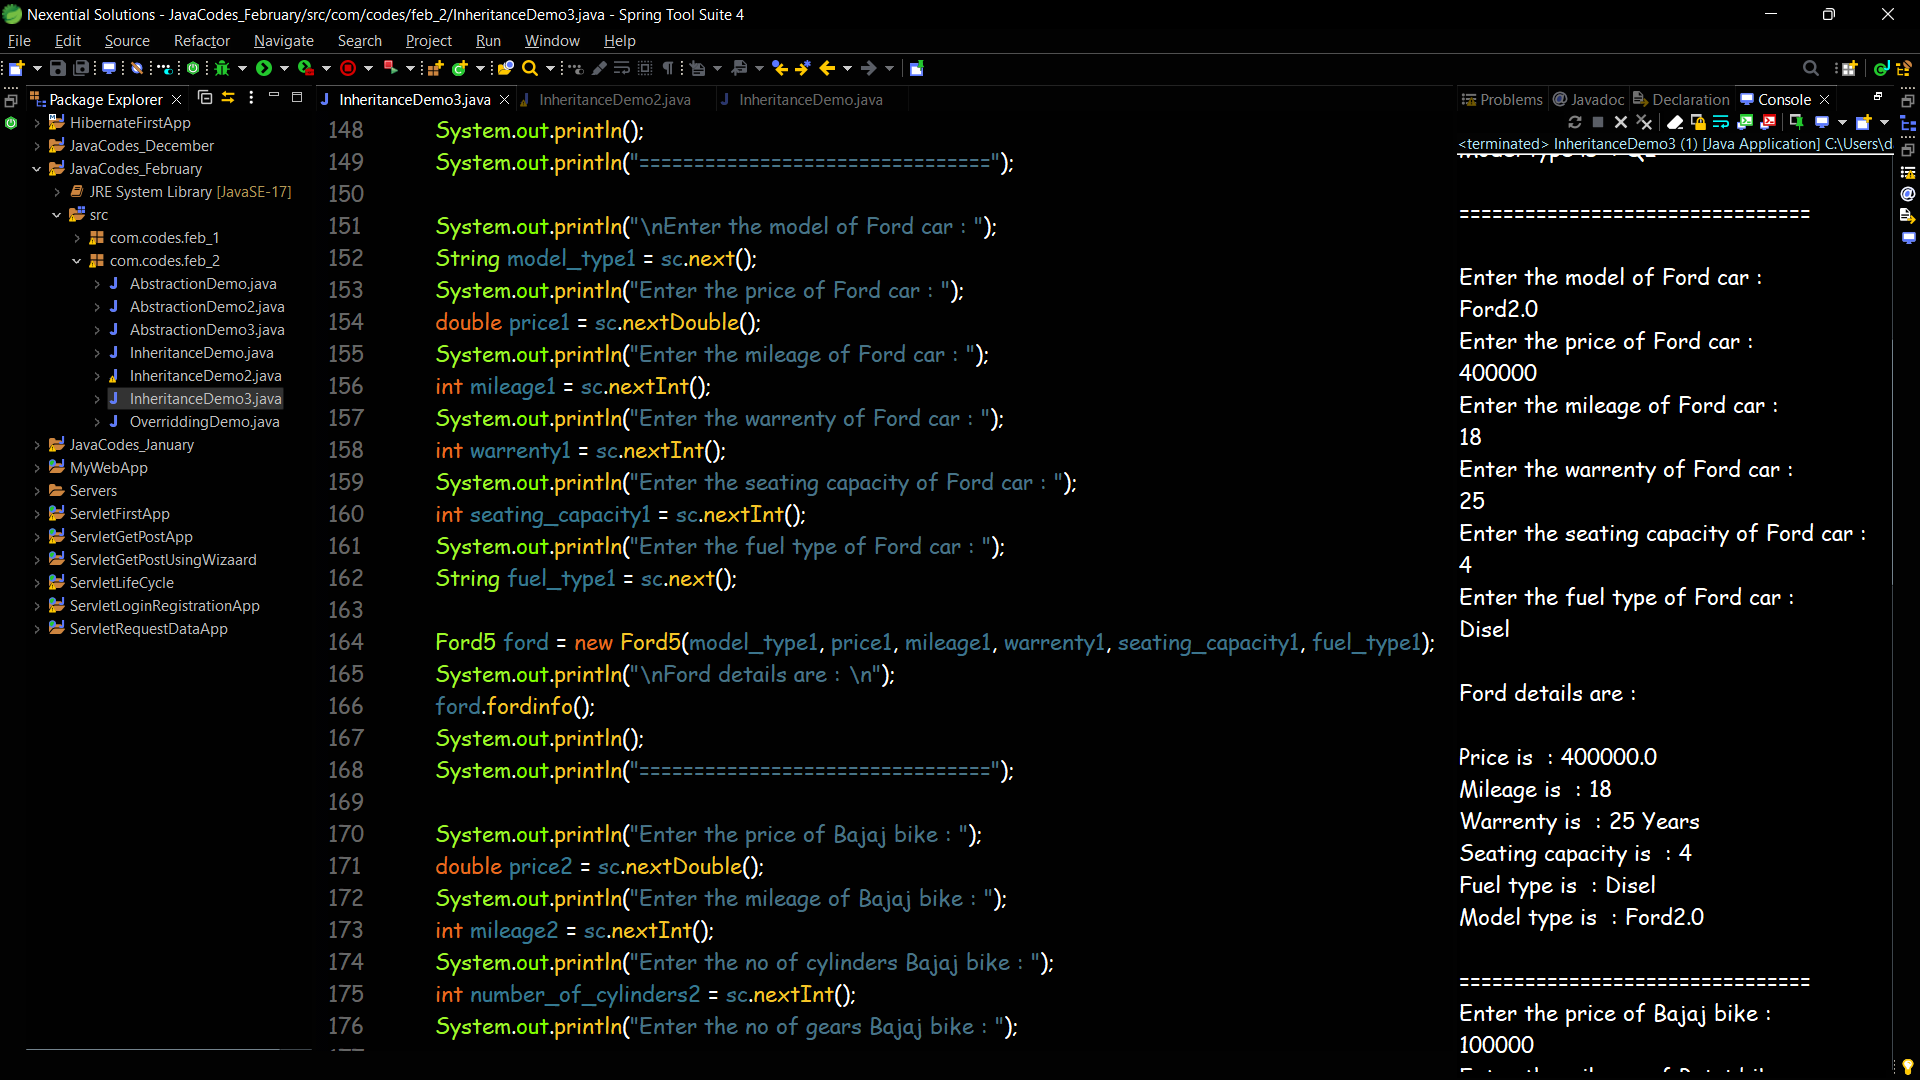 Nexential Solutions - JavaCodes_February/src/com/codes/feb_2/InheritanceDemo3.java - Spring Tool Suite 4
File Edit Source Refactor Navigate Search Project Run Window Help
Package Explorer
HibernateFirstApp
JavaCodes_December
JavaCodes_February
JRE System Library [JavaSE-17]
src
com.codes.feb_1
com.codes.feb_2
AbstractionDemo.java
AbstractionDemo2.java
AbstractionDemo3.java
InheritanceDemo.java
InheritanceDemo2.java
InheritanceDemo3.java
OverriddingDemo.java
JavaCodes_January
MyWebApp
Servers
ServletFirstApp
ServletGetPostApp
ServletGetPostUsingWizaard
ServletLifeCycle
ServletLoginRegistrationApp
ServletRequestDataApp
InheritanceDemo3.java InheritanceDemo2.java InheritanceDemo.java
148 System.out.println();
149 System.out.println("================================");
150
151 System.out.println("\nEnter the model of Ford car : ");
152 String model_type1 = sc.next();
153 System.out.println("Enter the price of Ford car : ");
154 double price1 = sc.nextDouble();
155 System.out.println("Enter the mileage of Ford car : ");
156 int mileage1 = sc.nextInt();
157 System.out.println("Enter the warrenty of Ford car : ");
158 int warrenty1 = sc.nextInt();
159 System.out.println("Enter the seating capacity of Ford car : ");
160 int seating_capacity1 = sc.nextInt();
161 System.out.println("Enter the fuel type of Ford car : ");
162 String fuel_type1 = sc.next();
163
164 Ford5 ford = new Ford5(model_type1, price1, mileage1, warrenty1, seating_capacity1, fuel_type1);
165 System.out.println("\nFord details are : \n");
166 ford.fordinfo();
167 System.out.println();
168 System.out.println("================================");
169
170 System.out.println("Enter the price of Bajaj bike : ");
171 double price2 = sc.nextDouble();
172 System.out.println("Enter the mileage of Bajaj bike : ");
173 int mileage2 = sc.nextInt();
174 System.out.println("Enter the no of cylinders Bajaj bike : ");
175 int number_of_cylinders2 = sc.nextInt();
176 System.out.println("Enter the no of gears Bajaj bike : ");
Problems Javadoc Declaration Console
<terminated> InheritanceDemo3 (1) [Java Application] C:\Users\d
================================
Enter the model of Ford car :
Ford2.0
Enter the price of Ford car :
400000
Enter the mileage of Ford car :
18
Enter the warrenty of Ford car :
25
Enter the seating capacity of Ford car :
4
Enter the fuel type of Ford car :
Disel
Ford details are :
Price is : 400000.0
Mileage is : 18
Warrenty is : 25 Years
Seating capacity is : 4
Fuel type is : Disel
Model type is : Ford2.0
================================
Enter the price of Bajaj bike :
100000